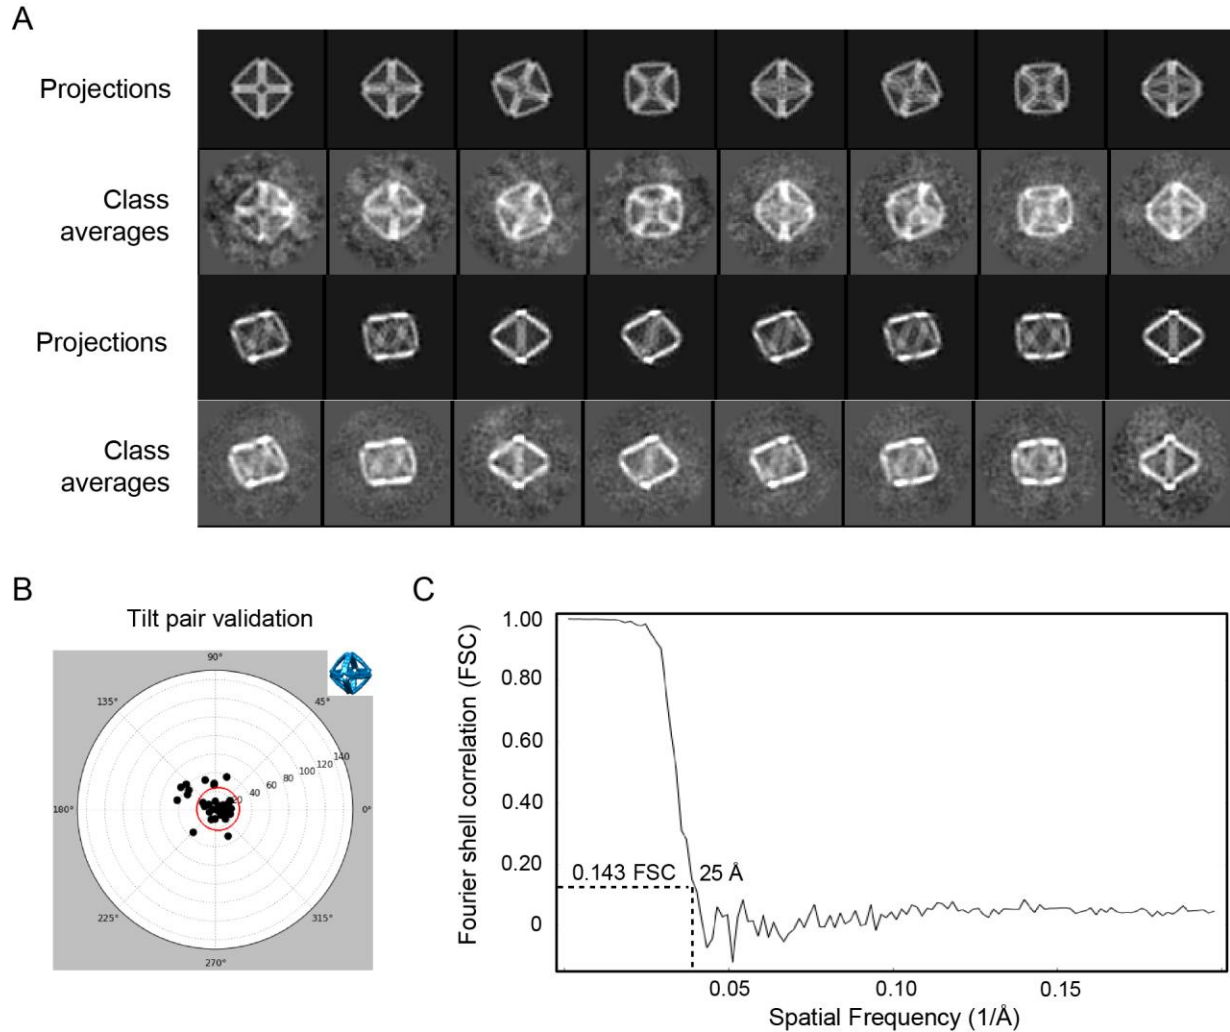 A
Projections
Class
averages
Projections
Class
averages
B
Tilt pair validation
90°
135°
45°
180°
20 40 60 80 100 120 140
0°
225°
315°
270°
C
Fourier shell correlation (FSC)
1.00
0.80
0.60
0.40
0.20
0
0.143 FSC
25 Å
0.05
0.10
0.15
Spatial Frequency (1/Å)